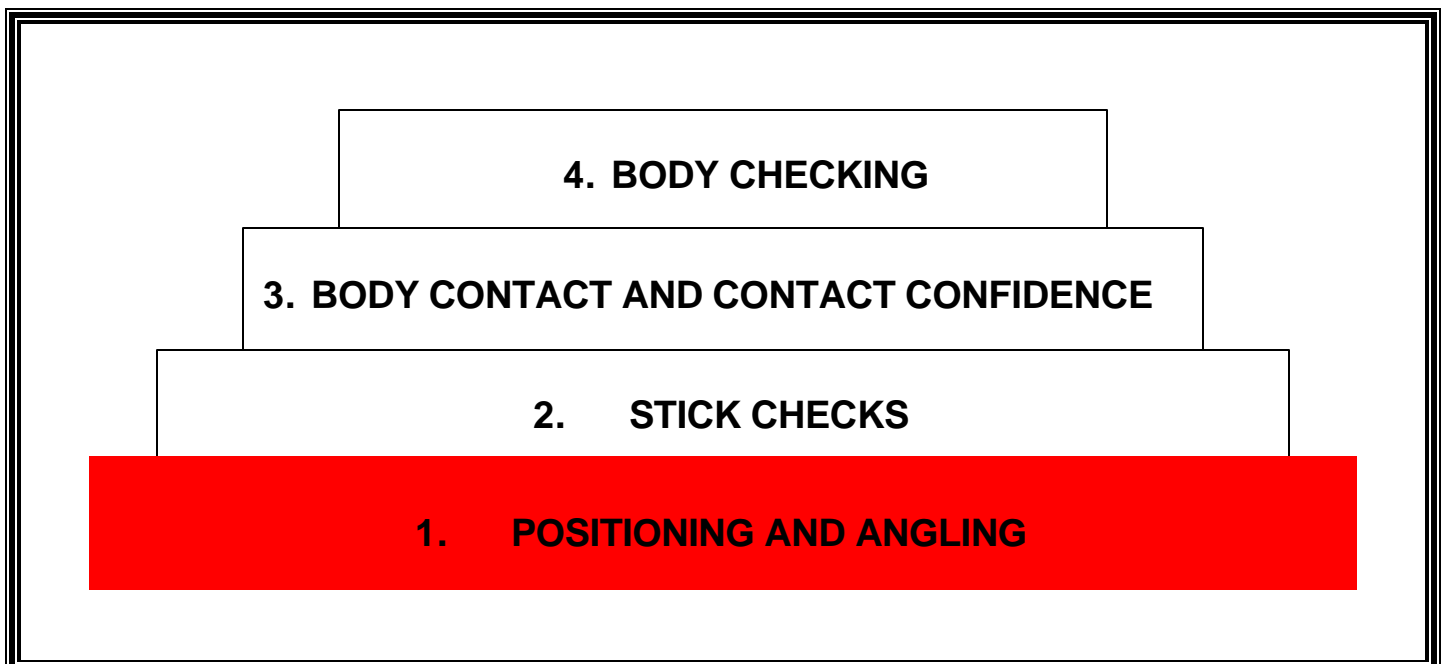 4. BODY CHECKING
3. BODY CONTACT AND CONTACT CONFIDENCE
2. STICK CHECKS
1. POSITIONING AND ANGLING